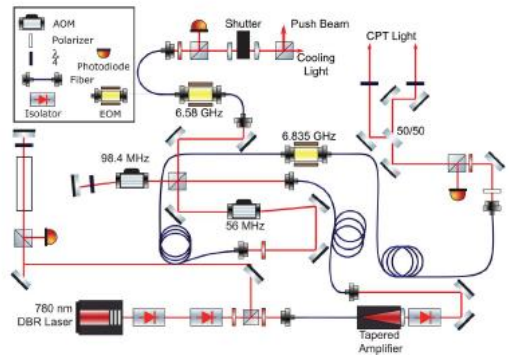 AOM
Polarizer
λ
4
Photodiode
Fiber
Isolator
EOM
Shutter
Push Beam
Cooling
Light
CPT Light
6.58 GHz
6.835 GHz
50/50
98.4 MHz
56 MHz
780 nm
DBR Laser
Tapered
Amplifier